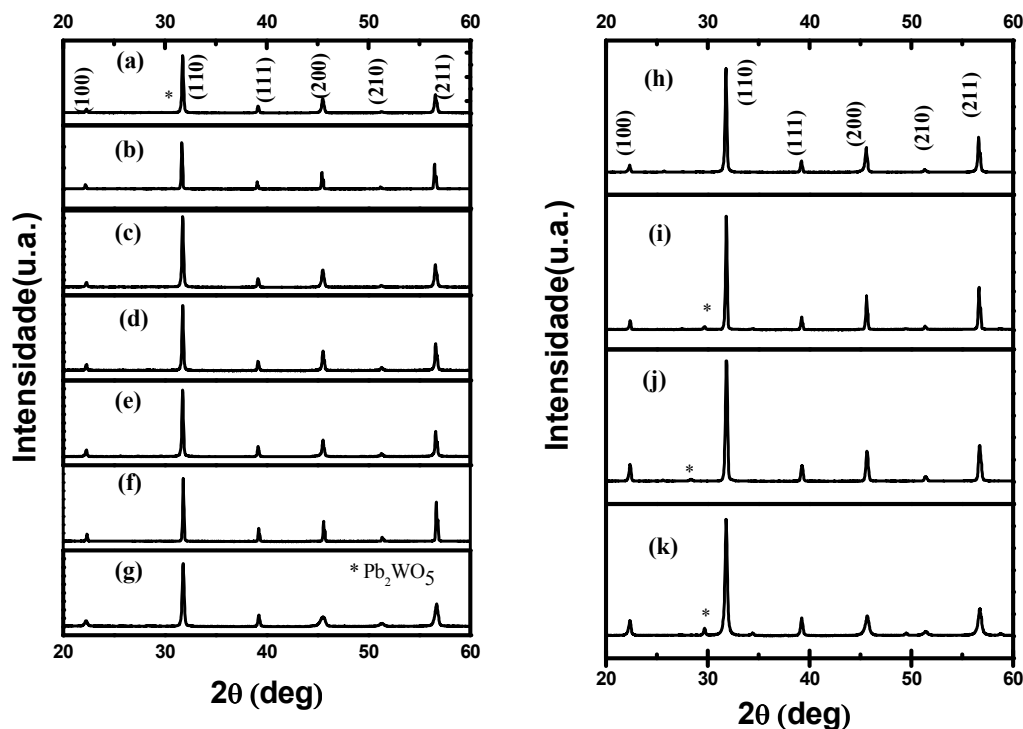 20 30 40 50 60
(a)
*
(100) (110) (111) (200) (210) (211)
(b)
(c)
(d)
(e)
(f)
(g)
* Pb₂WO₅
20 30 40 50 60
2θ (deg)
Intensidade(u.a.)
20 30 40 50 60
(h)
(100) (110) (111) (200) (210) (211)
(i)
*
(j)
*
(k)
*
20 30 40 50 60
2θ (deg)
Intensidade(u.a.)